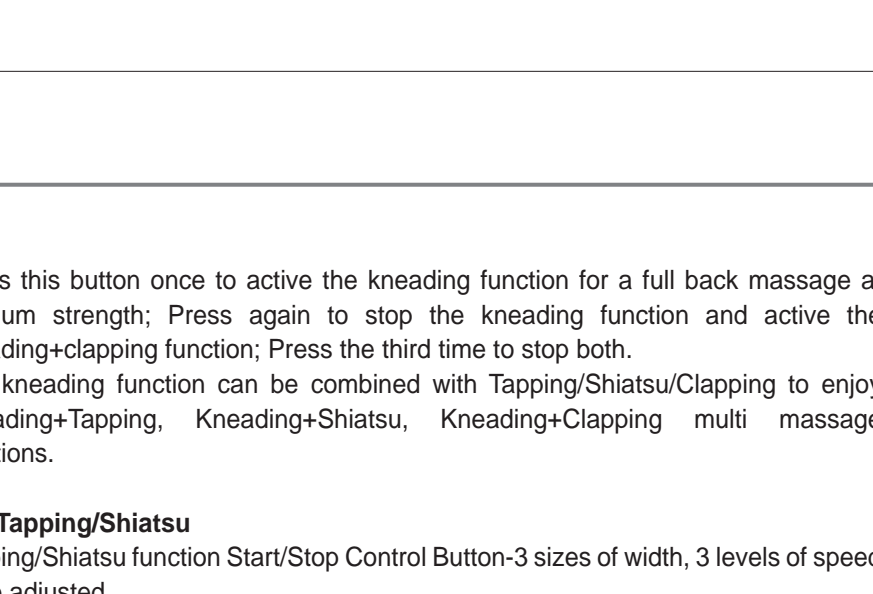 s this button once to active the kneading function for a full back massage a
um strength; Press again to stop the kneading function and active the
ding+clapping function; Press the third time to stop both.
kneading function can be combined with Tapping/Shiatsu/Clapping to enjoy
ading+Tapping, Kneading+Shiatsu, Kneading+Clapping multi massage
tions.
Tapping/Shiatsu
ing/Shiatsu function Start/Stop Control Button-3 sizes of width, 3 levels of speed
adjusted